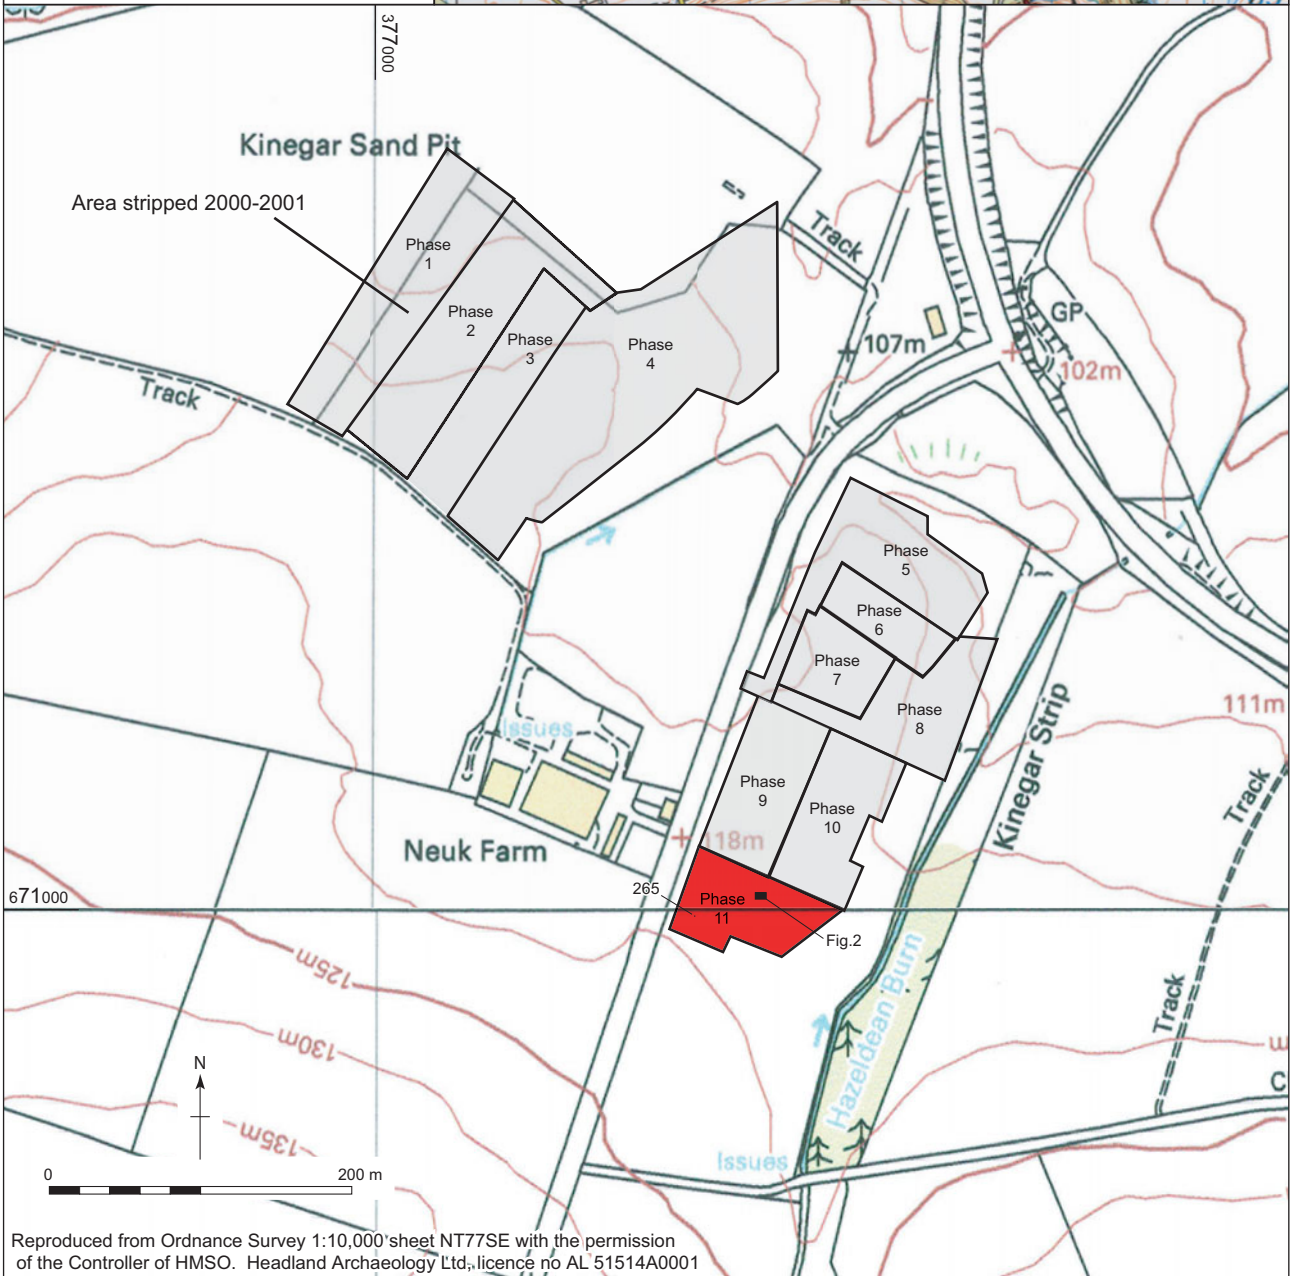 377000
Kinegar Sand Pit
Area stripped 2000-2001
Phase
1
Phase
2
Phase
3
Phase
4
Track
Track
GP
107m
102m
Phase
5
Phase
6
Phase
7
Phase
8
Phase
9
Phase
10
Phase
11
Issues
Neuk Farm
118m
111m
Kinegar Strip
Track
Track
265
671000
Fig.2
125m
130m
135m
Hazeldean Burn
Issues
m
C
N
0
200 m
Reproduced from Ordnance Survey 1:10,000 sheet NT77SE with the permission
of the Controller of HMSO. Headland Archaeology Ltd, licence no AL 51514A0001